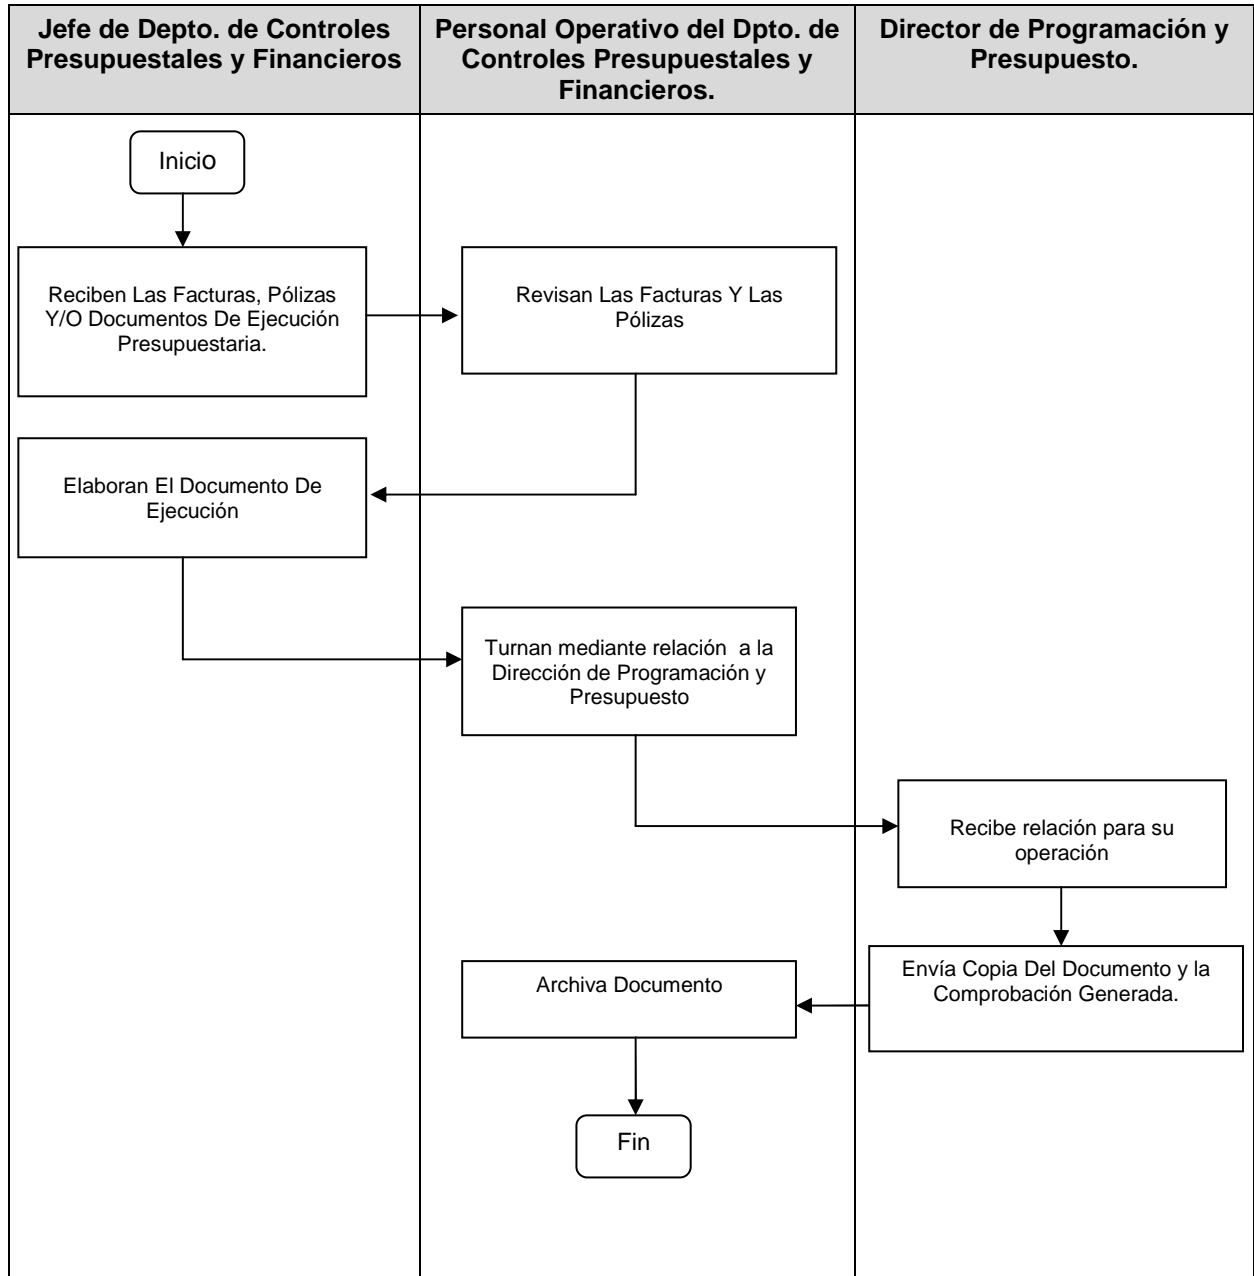 Jefe de Depto. de Controles
Presupuestales y Financieros
Personal Operativo del Dpto. de
Controles Presupuestales y
Financieros.
Director de Programación y
Presupuesto.
Inicio
Reciben Las Facturas, Pólizas
Y/O Documentos De Ejecución
Presupuestaria.
Revisan Las Facturas Y Las
Pólizas
Elaboran El Documento De
Ejecución
Turnan mediante relación a la
Dirección de Programación y
Presupuesto
Recibe relación para su
operación
Envía Copia Del Documento y la
Comprobación Generada.
Archiva Documento
Fin